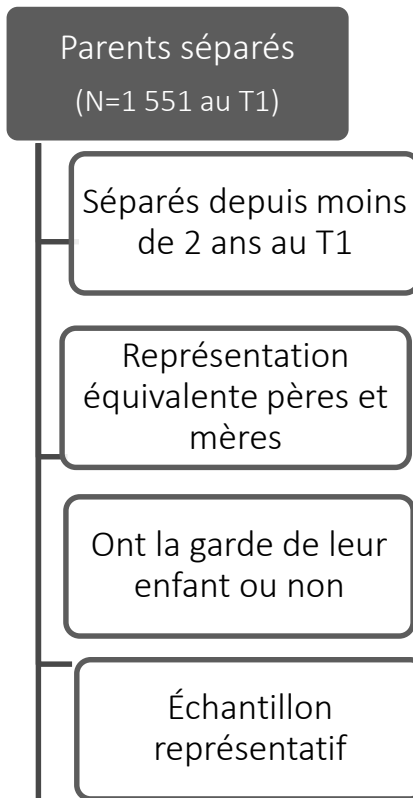 Parents séparés
(N=1 551 au T1)
Séparés depuis moins
de 2 ans au T1
Représentation
équivalente pères et
mères
Ont la garde de leur
enfant ou non
Échantillon
représentatif